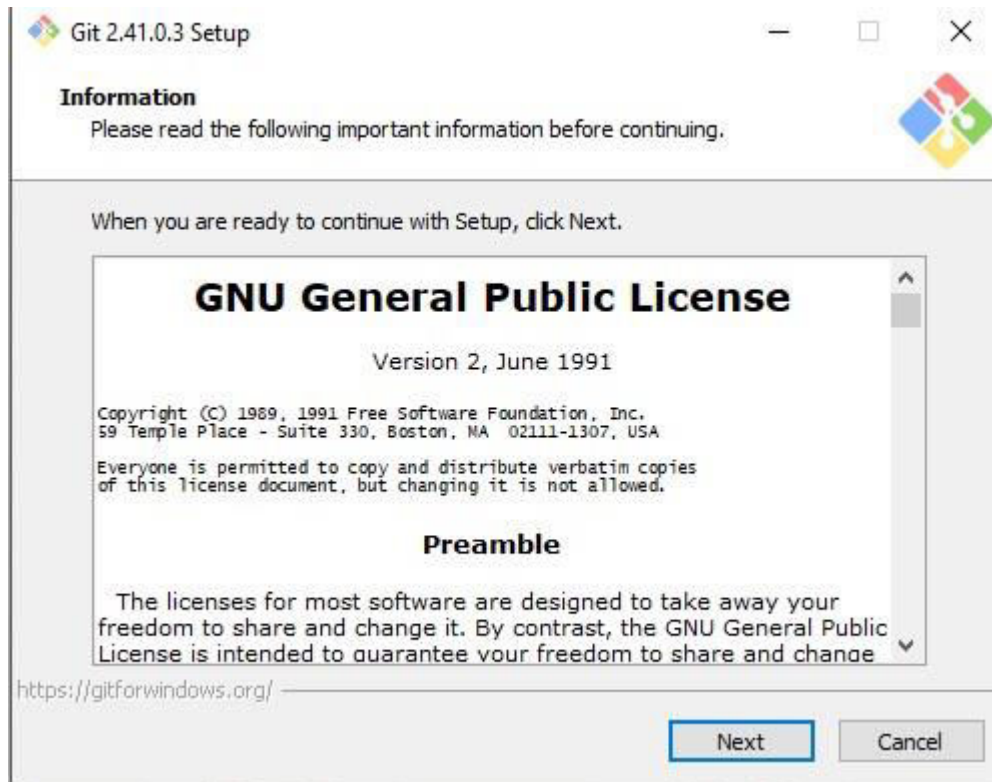 Git 2.41.0.3 Setup
Information
Please read the following important information before continuing.
When you are ready to continue with Setup, click Next.
GNU General Public License
Version 2, June 1991
Copyright (C) 1989, 1991 Free Software Foundation, Inc.
59 Temple Place - Suite 330, Boston, MA 02111-1307, USA
Everyone is permitted to copy and distribute verbatim copies
of this license document, but changing it is not allowed.
Preamble
The licenses for most software are designed to take away your
freedom to share and change it. By contrast, the GNU General Public
License is intended to guarantee your freedom to share and change
https://gitforwindows.org/
Next
Cancel